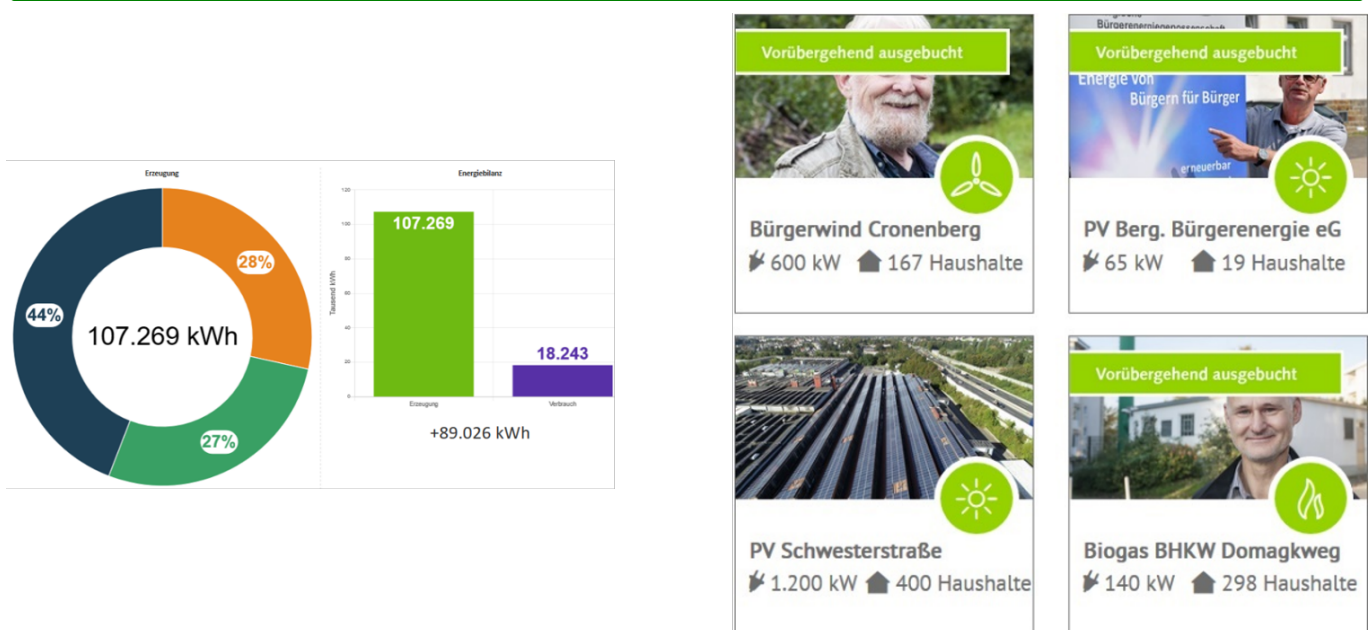 Erzeugung
44%
28%
27%
107.269 kWh
Energiebilanz
Tausend kWh
120
100
80
60
40
20
0
107.269
18.243
Erzeugung
Verbrauch
+89.026 kWh
Vorübergehend ausgebucht
Bürgerwind Cronenberg
600 kW 167 Haushalte
Bürgerenergiegenossenschaft
Vorübergehend ausgebucht
Energie von
Bürgern für Bürger
erneuerbar
PV Berg. Bürgerenergie eG
65 kW 19 Haushalte
PV Schwesterstraße
1.200 kW 400 Haushalte
Vorübergehend ausgebucht
Biogas BHKW Domagkweg
140 kW 298 Haushalte